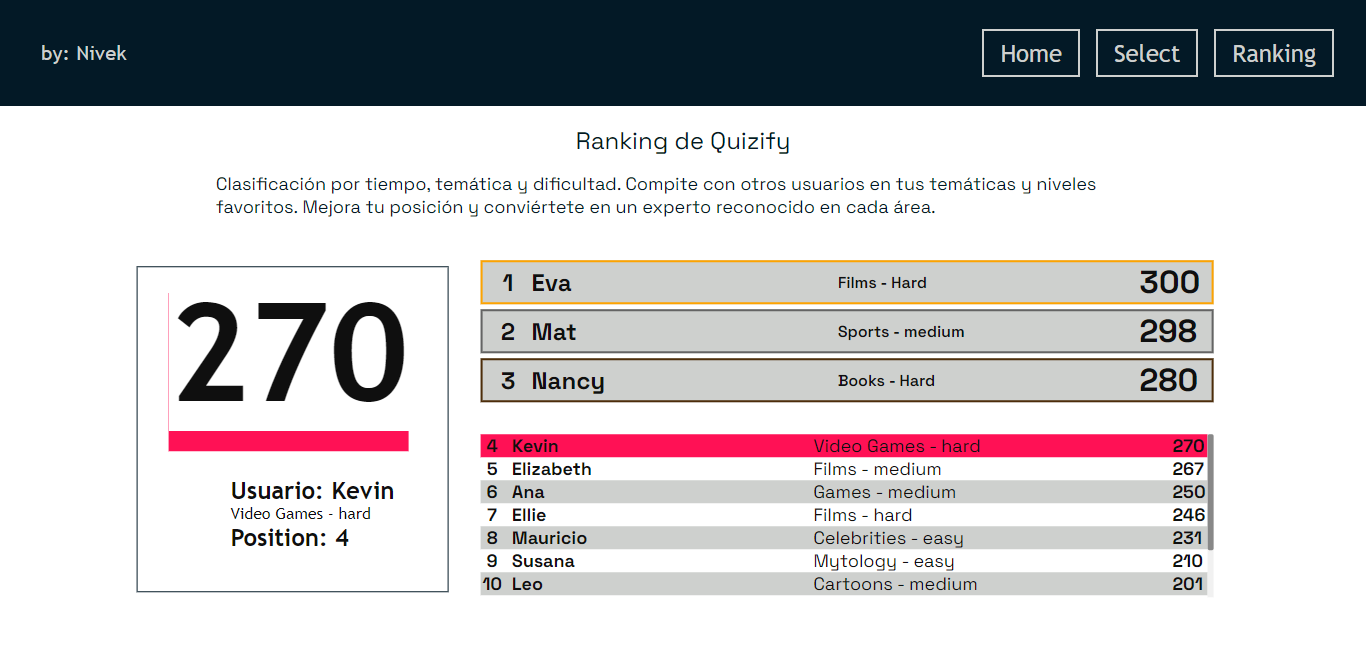 by: Nivek
Home
Select
Ranking
Ranking de Quizify
Clasificación por tiempo, temática y dificultad. Compite con otros usuarios en tus temáticas y niveles
favoritos. Mejora tu posición y conviértete en un experto reconocido en cada área.
270
Usuario: Kevin
Video Games - hard
Position: 4
1 Eva Films - Hard 300
2 Mat Sports - medium 298
3 Nancy Books - Hard 280
4 Kevin Video Games - hard 270
5 Elizabeth Films - medium 267
6 Ana Games - medium 250
7 Ellie Films - hard 246
8 Mauricio Celebrities - easy 231
9 Susana Mytology - easy 210
10 Leo Cartoons - medium 201